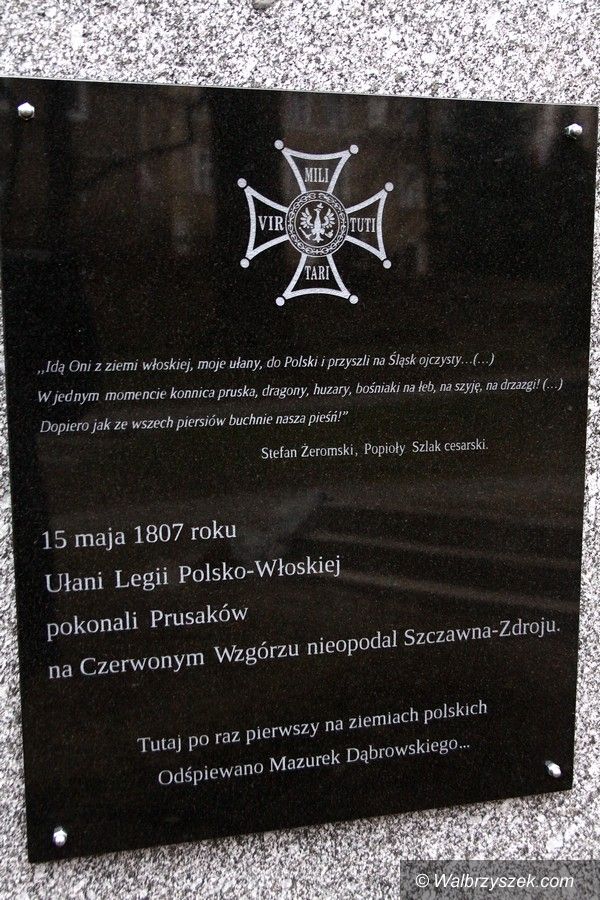 MILI
VIR TUTI
TARI
„Idą Oni z ziemi włoskiej, moje ułany, do Polski i przyszli na Śląsk ojczysty…(…)
W jednym momencie konnica pruska, dragony, huzary, bośniaki na łeb, na szyję, na drzazgi! (…)
Dopiero jak ze wszech piersiów buchnie nasza pieśń!”
Stefan Żeromski, Popioły Szlak cesarski.
15 maja 1807 roku
Ułani Legii Polsko-Włoskiej
pokonali Prusaków
na Czerwonym Wzgórzu nieopodal Szczawna-Zdroju.
Tutaj po raz pierwszy na ziemiach polskich
Odśpiewano Mazurek Dąbrowskiego...
© Walbrzyszek.com